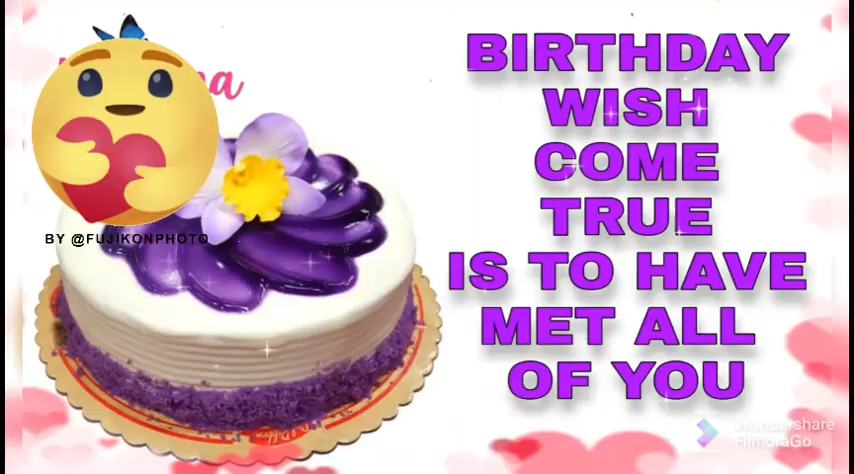 BIRTHDAY
WISH
COME
TRUE
IS TO HAVE
MET ALL
OF YOU
BY @FUJIKONPHOTO
Wondershare
FilmoraGo